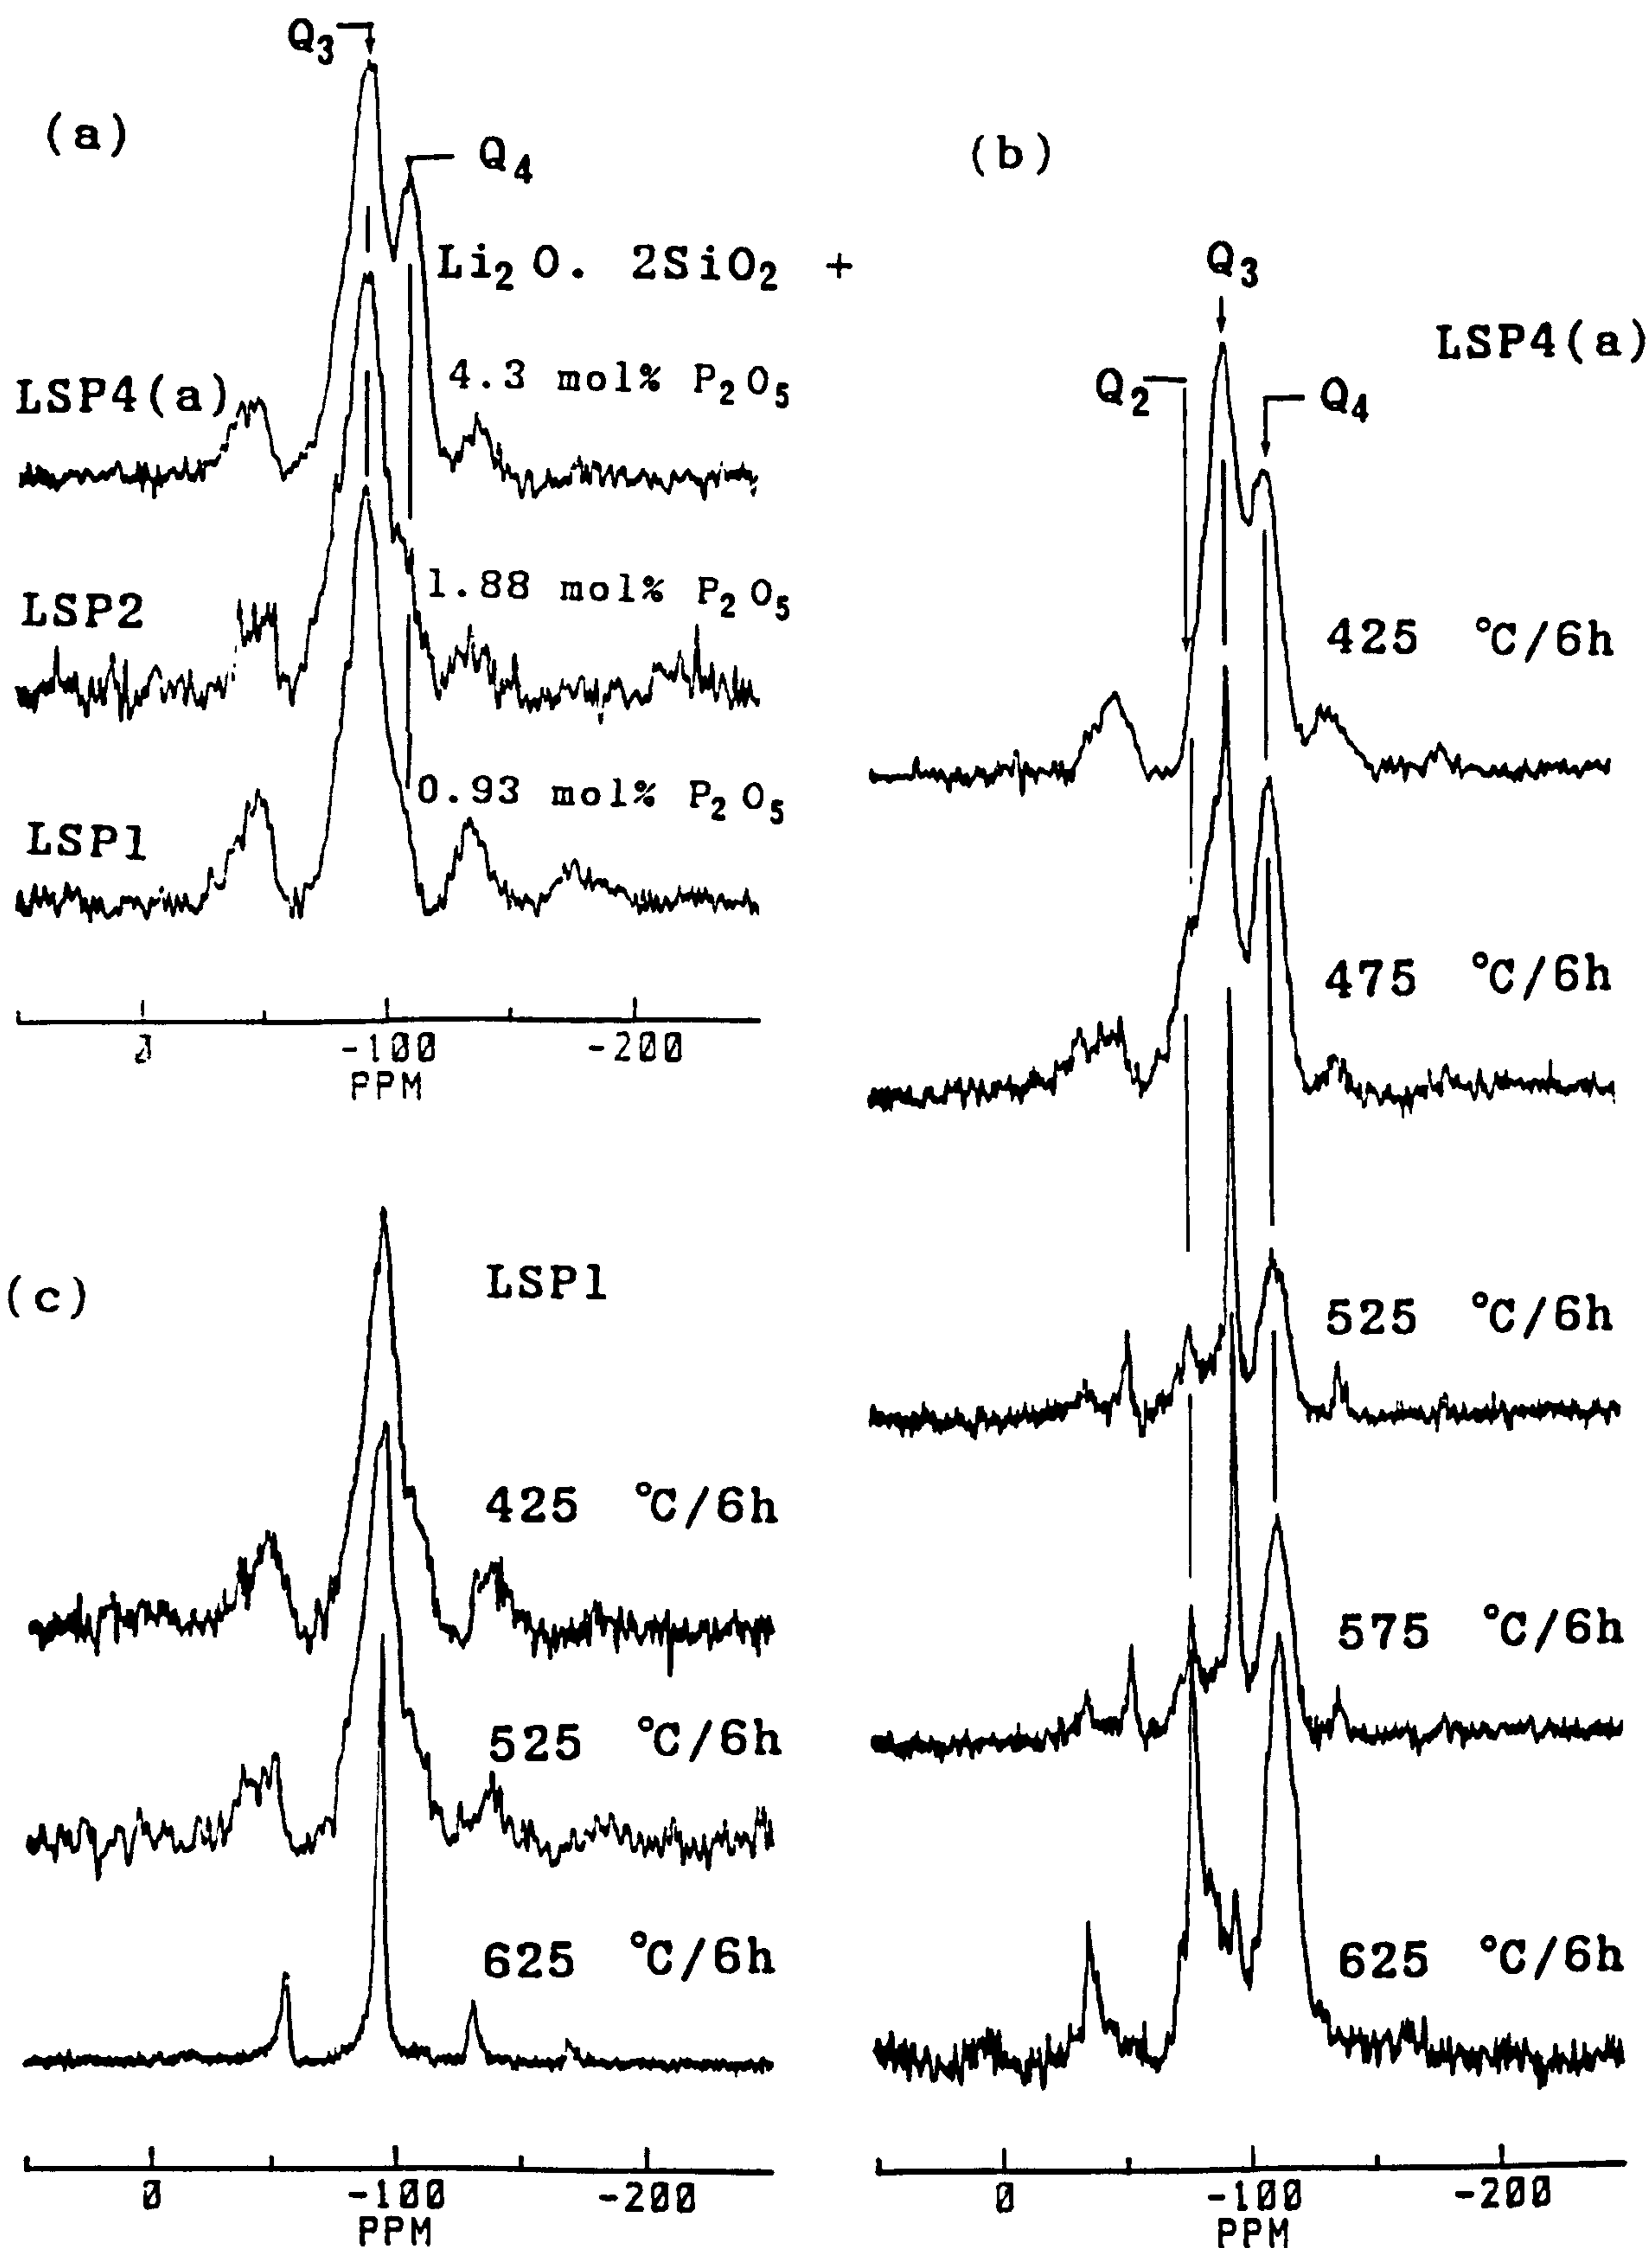 (a)
Q3
Q4
Li2O. 2SiO2 +
LSP4(a)
4.3 mol% P2O5
LSP2
1.88 mol% P2O5
LSP1
0.93 mol% P2O5
0 -100 -200
PPM
(b)
Q3
LSP4(a)
Q2
Q4
425 °C/6h
475 °C/6h
525 °C/6h
575 °C/6h
625 °C/6h
0 -100 -200
PPM
(c)
LSP1
425 °C/6h
525 °C/6h
625 °C/6h
0 -100 -200
PPM